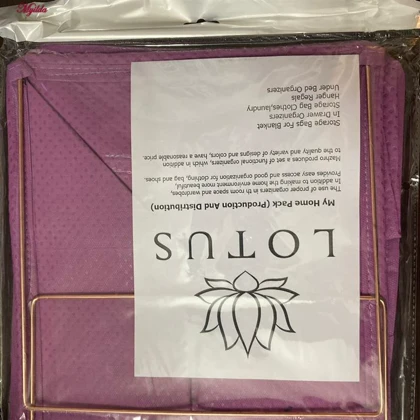 LOTUS
My Home Pack (Production And Distribution)
The use of proper organizers in th room space and wardrobes,
In addition to making the home environment more beautiful,
Provides easy access and good organization for clothing, bag and shoes.
Mazhro produces a set of functional organizers, which in addition
to the quality and variety of designs and colors, have a reasonable price.
Storage Bags For Blanket
In Drawer Organizers
Storage Bag Clothes,laundry
Hanger Regals
Under Bed Organizers